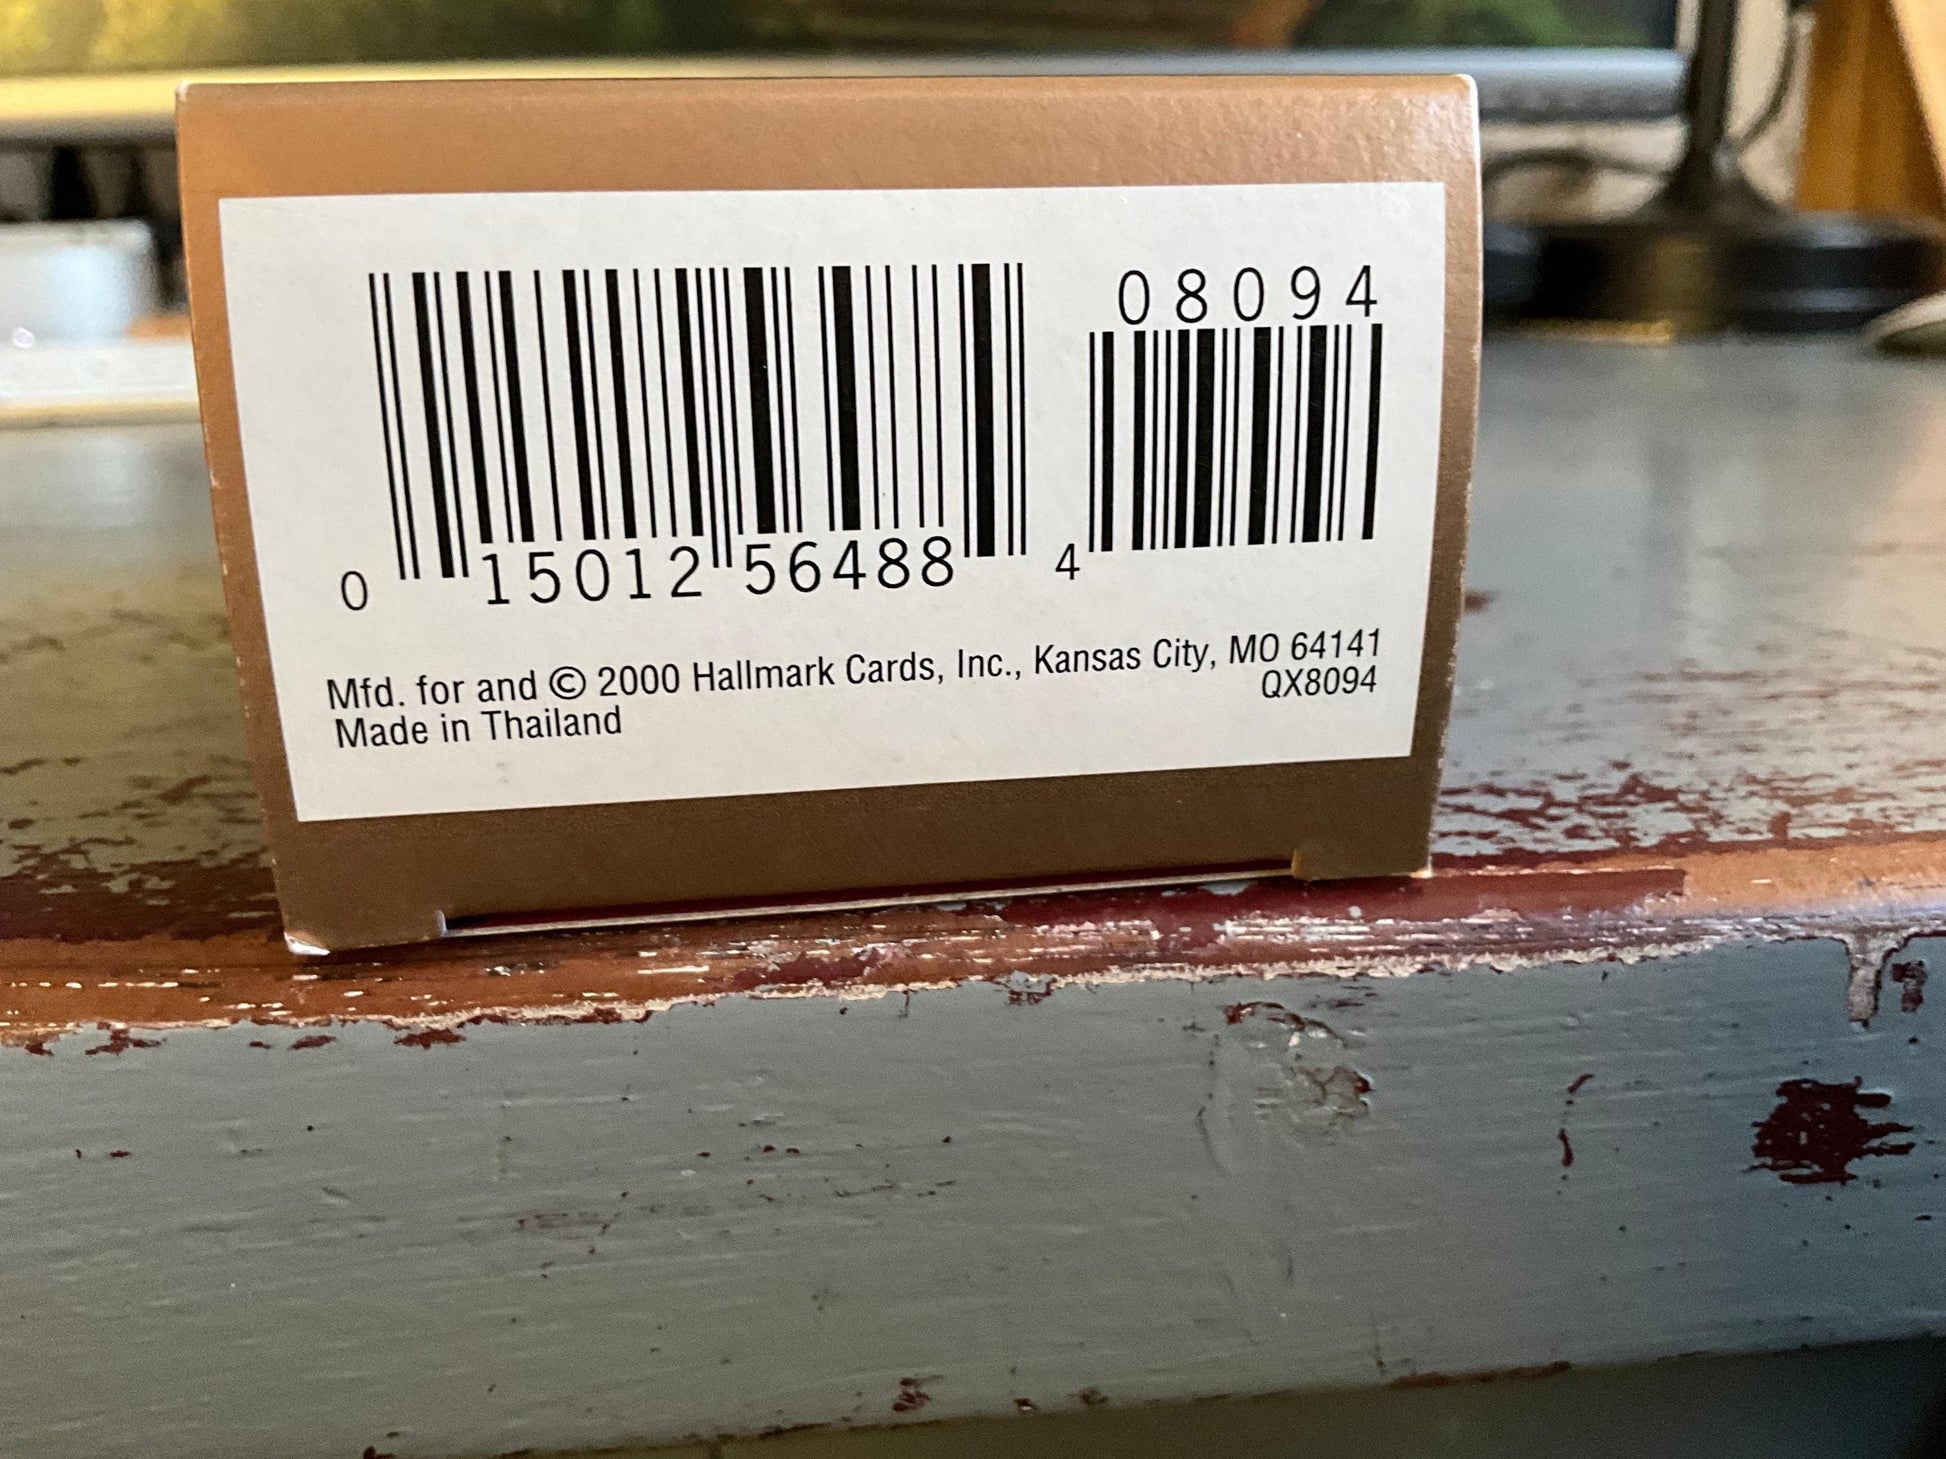 08094
0 15012 56488 4
Mfd. for and © 2000 Hallmark Cards, Inc., Kansas City, MO 64141
QX8094
Made in Thailand